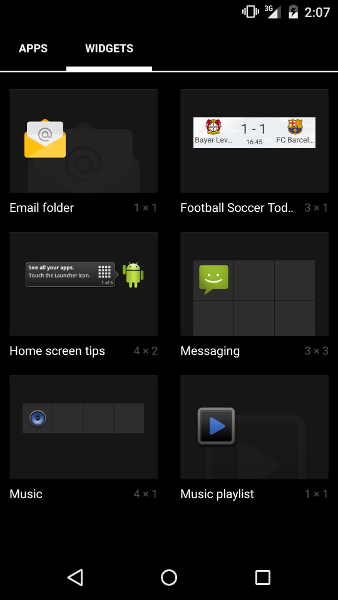 3G 2:07
APPS WIDGETS
Email folder 1 × 1
1 - 1
Bayer Lev... FC Barcel...
16:45
Football Soccer Tod.. 3 × 1
See all your apps.
Touch the Launcher icon.
1 of 5
Home screen tips 4 × 2
Messaging 3 × 3
Music 4 × 1
Music playlist 1 × 1